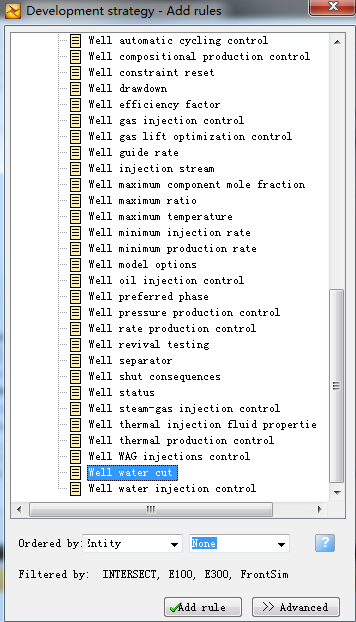 Development strategy - Add rules
Well automatic cycling control
Well compositional production control
Well constraint reset
Well drawdown
Well efficiency factor
Well gas injection control
Well gas lift optimization control
Well guide rate
Well injection stream
Well maximum component mole fraction
Well maximum ratio
Well maximum temperature
Well minimum injection rate
Well minimum production rate
Well model options
Well oil injection control
Well preferred phase
Well pressure production control
Well rate production control
Well revival testing
Well separator
Well shut consequences
Well status
Well steam-gas injection control
Well thermal injection fluid propertie
Well thermal production control
Well WAG injections control
Well water cut
Well water injection control
Ordered by: Entity None ?
Filtered by: INTERSECT, E100, E300, FrontSim
Add rule >> Advanced